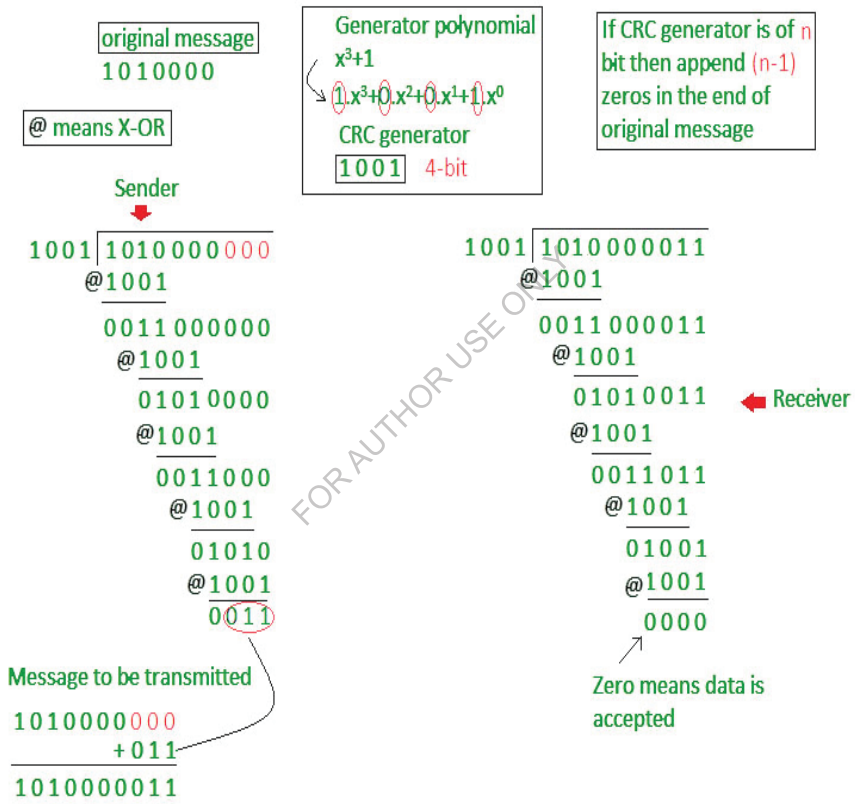 original message
1010000
@ means X-OR
Generator polynomial
x³+1
1.x³+0.x²+0.x¹+1.x⁰
CRC generator
1001 4-bit
If CRC generator is of n
bit then append (n-1)
zeros in the end of
original message
Sender
1001 1010000000
@1001
0011000000
@1001
01010000
@1001
0011000
@1001
01010
@1001
0011
Message to be transmitted
1010000000
+011
1010000011
1001 1010000011
@1001
0011000011
@1001
01010011
@1001
0011011
@1001
01001
@1001
0000
Receiver
Zero means data is
accepted
FOR AUTHOR USE ONLY